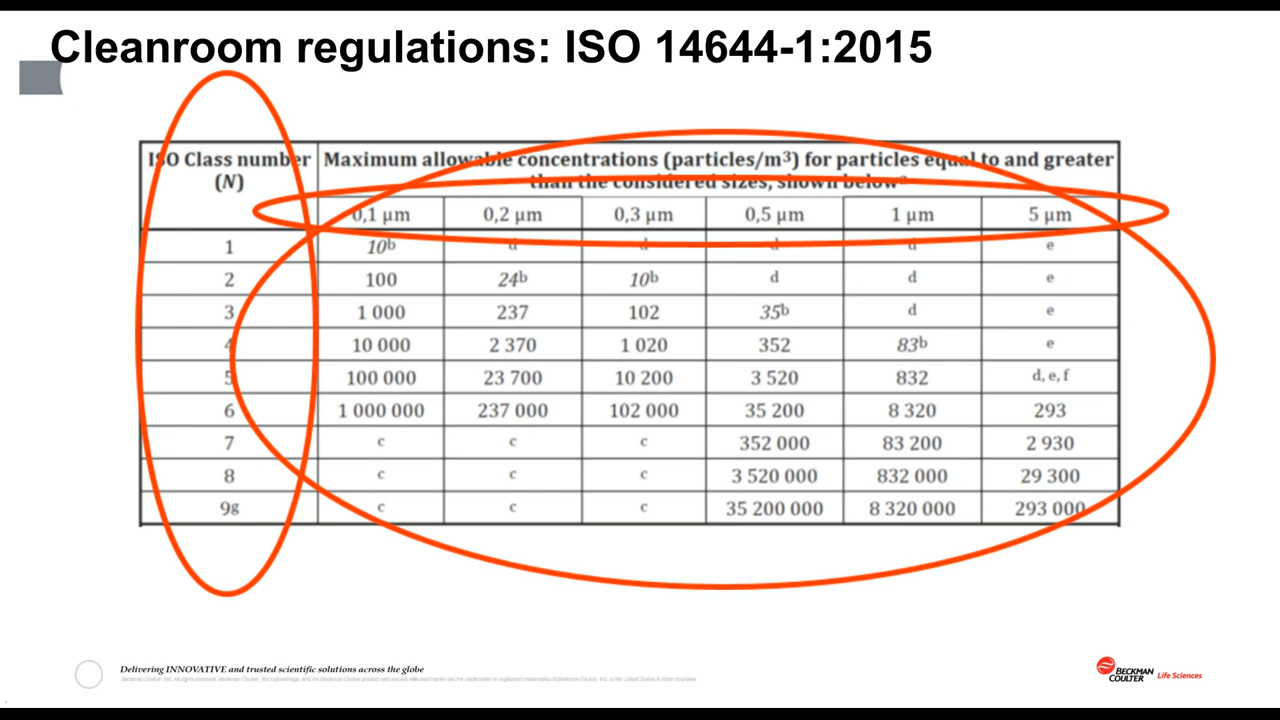 Cleanroom regulations: ISO 14644-1:2015
ISO Class number (N) Maximum allowable concentrations (particles/m³) for particles equal to and greater than the considered sizes, shown belowᵃ
0,1 µm 0,2 µm 0,3 µm 0,5 µm 1 µm 5 µm
1 10ᵇ d d d d e
2 100 24ᵇ 10ᵇ d d e
3 1 000 237 102 35ᵇ d e
4 10 000 2 370 1 020 352 83ᵇ e
5 100 000 23 700 10 200 3 520 832 d, e, f
6 1 000 000 237 000 102 000 35 200 8 320 293
7 c c c 352 000 83 200 2 930
8 c c c 3 520 000 832 000 29 300
9g c c c 35 200 000 8 320 000 293 000
Delivering INNOVATIVE and trusted scientific solutions across the globe
BECKMAN
COULTER Life Sciences